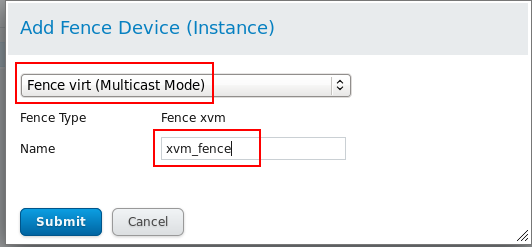 Add Fence Device (Instance)
Fence virt (Multicast Mode)
Fence Type Fence xvm
Name xvm_fence
Submit Cancel